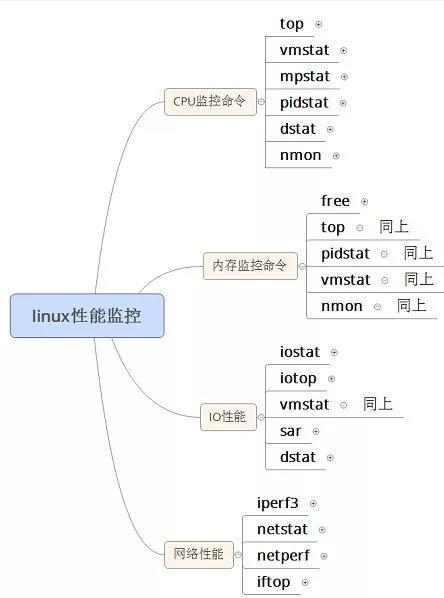 linux性能监控
CPU监控命令
top
vmstat
mpstat
pidstat
dstat
nmon
内存监控命令
free
top 同上
pidstat 同上
vmstat 同上
nmon 同上
IO性能
iostat
iotop
vmstat 同上
sar
dstat
网络性能
iperf3
netstat
netperf
iftop